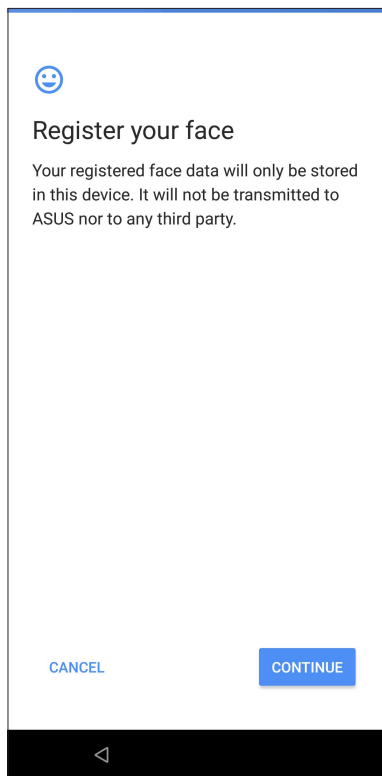 Register your face
Your registered face data will only be stored
in this device. It will not be transmitted to
ASUS nor to any third party.
CANCEL
CONTINUE